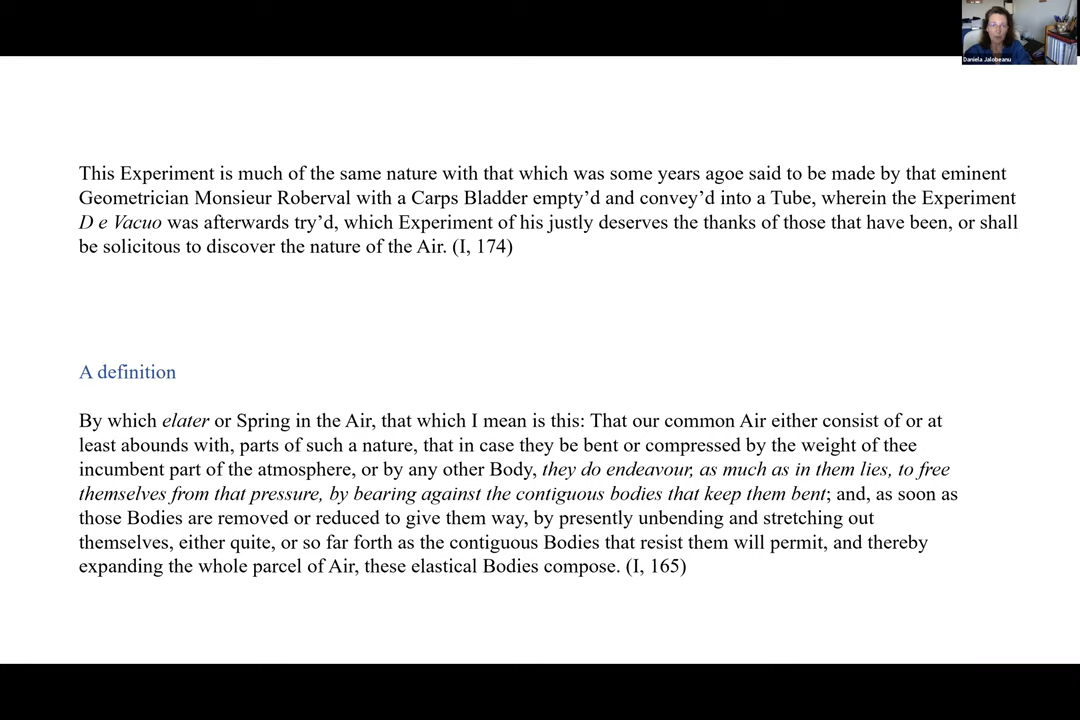 Daniela Jalobeanu
This Experiment is much of the same nature with that which was some years agoe said to be made by that eminent
Geometrician Monsieur Roberval with a Carps Bladder empty’d and convey’d into a Tube, wherein the Experiment
D e Vacuo was afterwards try’d, which Experiment of his justly deserves the thanks of those that have been, or shall
be solicitous to discover the nature of the Air. (I, 174)
A definition
By which elater or Spring in the Air, that which I mean is this: That our common Air either consist of or at
least abounds with, parts of such a nature, that in case they be bent or compressed by the weight of thee
incumbent part of the atmosphere, or by any other Body, they do endeavour, as much as in them lies, to free
themselves from that pressure, by bearing against the contiguous bodies that keep them bent; and, as soon as
those Bodies are removed or reduced to give them way, by presently unbending and stretching out
themselves, either quite, or so far forth as the contiguous Bodies that resist them will permit, and thereby
expanding the whole parcel of Air, these elastical Bodies compose. (I, 165)